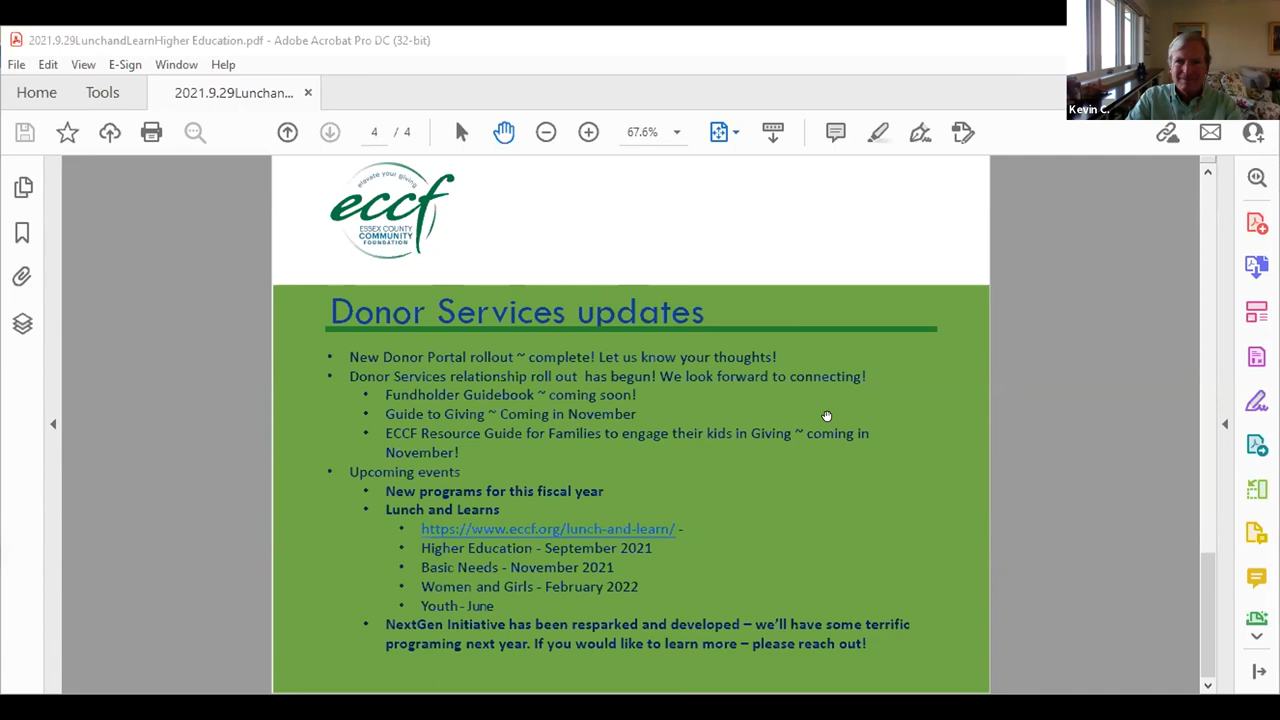 2021.9.29LunchandLearnHigher Education.pdf - Adobe Acrobat Pro DC (32-bit)
File Edit View E-Sign Window Help
Home Tools 2021.9.29Lunchan... ×
4 / 4 67.6%
Kevin C.
elevate your giving
eccf
ESSEX COUNTY
COMMUNITY
FOUNDATION
Donor Services updates
• New Donor Portal rollout ~ complete! Let us know your thoughts!
• Donor Services relationship roll out has begun! We look forward to connecting!
• Fundholder Guidebook ~ coming soon!
• Guide to Giving ~ Coming in November
• ECCF Resource Guide for Families to engage their kids in Giving ~ coming in
November!
• Upcoming events
• New programs for this fiscal year
• Lunch and Learns
• https://www.eccf.org/lunch-and-learn/ -
• Higher Education - September 2021
• Basic Needs - November 2021
• Women and Girls - February 2022
• Youth - June
• NextGen Initiative has been resparked and developed – we'll have some terrific
programing next year. If you would like to learn more – please reach out!